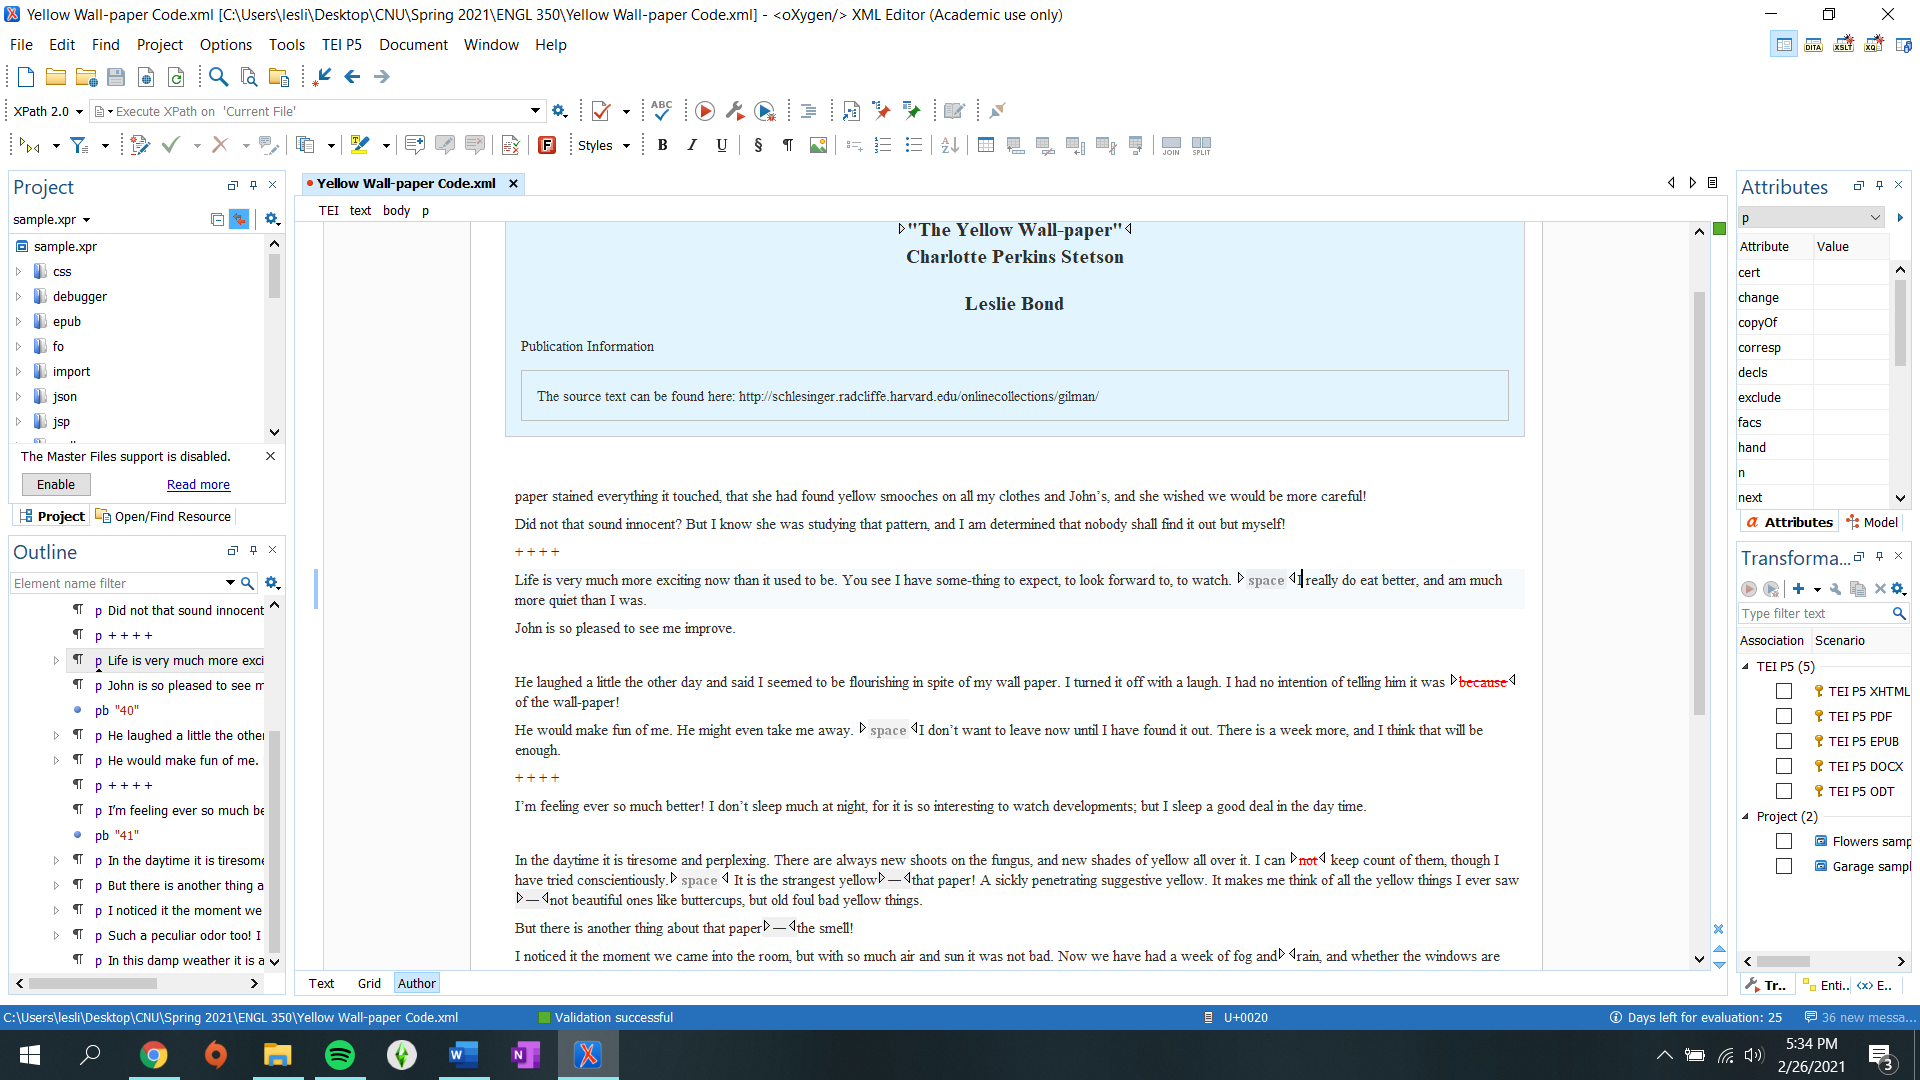 Yellow Wall-paper Code.xml [C:\Users\lesli\Desktop\CNU\Spring 2021\ENGL 350\Yellow Wall-paper Code.xml] - <oXygen/> XML Editor (Academic use only)
File Edit Find Project Options Tools TEI P5 Document Window Help
DITA XSLT XQ
XPath 2.0 Execute XPath on 'Current File' ABC
F Styles B I U § ¶ A Z JOIN SPLIT
Project
sample.xpr
sample.xpr
css
debugger
epub
fo
import
json
jsp
The Master Files support is disabled.
Enable Read more
Project Open/Find Resource
Outline
Element name filter
¶ p Did not that sound innocent
¶ p + + + +
¶ p Life is very much more exci
¶ p John is so pleased to see m
pb "40"
¶ p He laughed a little the other
¶ p He would make fun of me.
¶ p + + + +
¶ p I'm feeling ever so much be
pb "41"
¶ p In the daytime it is tiresome
¶ p But there is another thing a
¶ p I noticed it the moment we
¶ p Such a peculiar odor too! I
¶ p In this damp weather it is a
Yellow Wall-paper Code.xml
TEI text body p
"The Yellow Wall-paper"
Charlotte Perkins Stetson
Leslie Bond
Publication Information
The source text can be found here: http://schlesinger.radcliffe.harvard.edu/onlinecollections/gilman/
paper stained everything it touched, that she had found yellow smooches on all my clothes and John’s, and she wished we would be more careful!
Did not that sound innocent? But I know she was studying that pattern, and I am determined that nobody shall find it out but myself!
+ + + +
Life is very much more exciting now than it used to be. You see I have some-thing to expect, to look forward to, to watch. space I really do eat better, and am much
more quiet than I was.
John is so pleased to see me improve.
He laughed a little the other day and said I seemed to be flourishing in spite of my wall paper. I turned it off with a laugh. I had no intention of telling him it was because
of the wall-paper!
He would make fun of me. He might even take me away. space I don’t want to leave now until I have found it out. There is a week more, and I think that will be
enough.
+ + + +
I’m feeling ever so much better! I don’t sleep much at night, for it is so interesting to watch developments; but I sleep a good deal in the day time.
In the daytime it is tiresome and perplexing. There are always new shoots on the fungus, and new shades of yellow all over it. I can not keep count of them, though I
have tried conscientiously. space It is the strangest yellow — that paper! A sickly penetrating suggestive yellow. It makes me think of all the yellow things I ever saw
— not beautiful ones like buttercups, but old foul bad yellow things.
But there is another thing about that paper — the smell!
I noticed it the moment we came into the room, but with so much air and sun it was not bad. Now we have had a week of fog and rain, and whether the windows are
Text Grid Author
Attributes
p
Attribute Value
cert
change
copyOf
corresp
decls
exclude
facs
hand
n
next
a Attributes Model
Transforma...
Type filter text
Association Scenario
TEI P5 (5)
TEI P5 XHTML
TEI P5 PDF
TEI P5 EPUB
TEI P5 DOCX
TEI P5 ODT
Project (2)
Flowers samp
Garage sampl
Tr.. Enti.. E..
C:\Users\lesli\Desktop\CNU\Spring 2021\ENGL 350\Yellow Wall-paper Code.xml Validation successful U+0020 Days left for evaluation: 25 36 new messa...
5:34 PM
2/26/2021
3